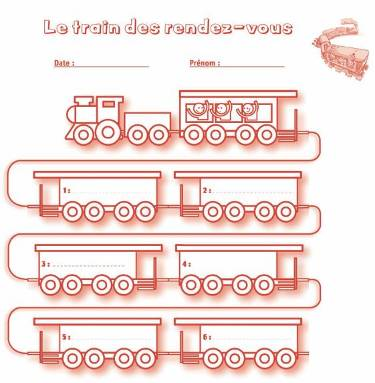 Le train des rendez-vous
Date :
Prénom :
1 :
2 :
3 :
4 :
5 :
6 :